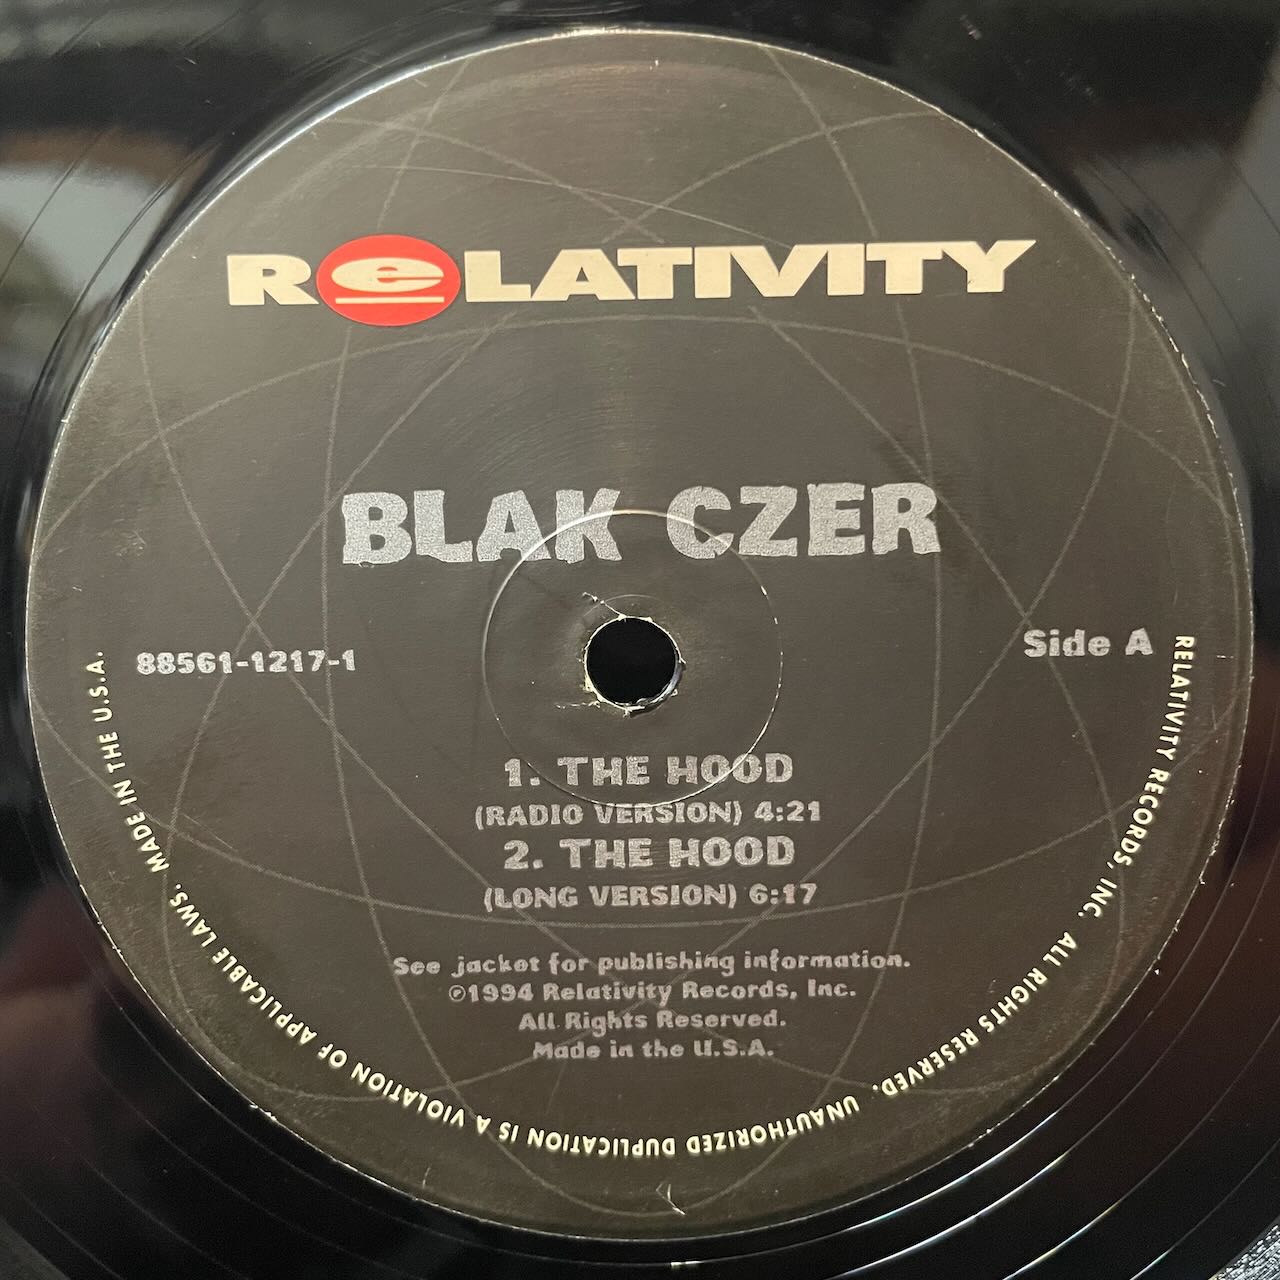 ReLATIVITY
BLAK CZER
88561-1217-1
Side A
1. THE HOOD
(RADIO VERSION) 4:21
2. THE HOOD
(LONG VERSION) 6:17
See jacket for publishing information.
℗1994 Relativity Records, Inc.
All Rights Reserved.
Made in the U.S.A.
RELATIVITY RECORDS, INC. ALL RIGHTS RESERVED. UNAUTHORIZED DUPLICATION IS A VIOLATION OF APPLICABLE LAWS. MADE IN THE U.S.A.